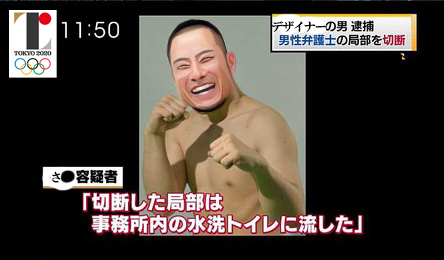 11:50
TOKYO 2020
デザイナーの男 逮捕
男性弁護士の局部を切断
さ●容疑者
「切断した局部は
事務所内の水洗トイレに流した」